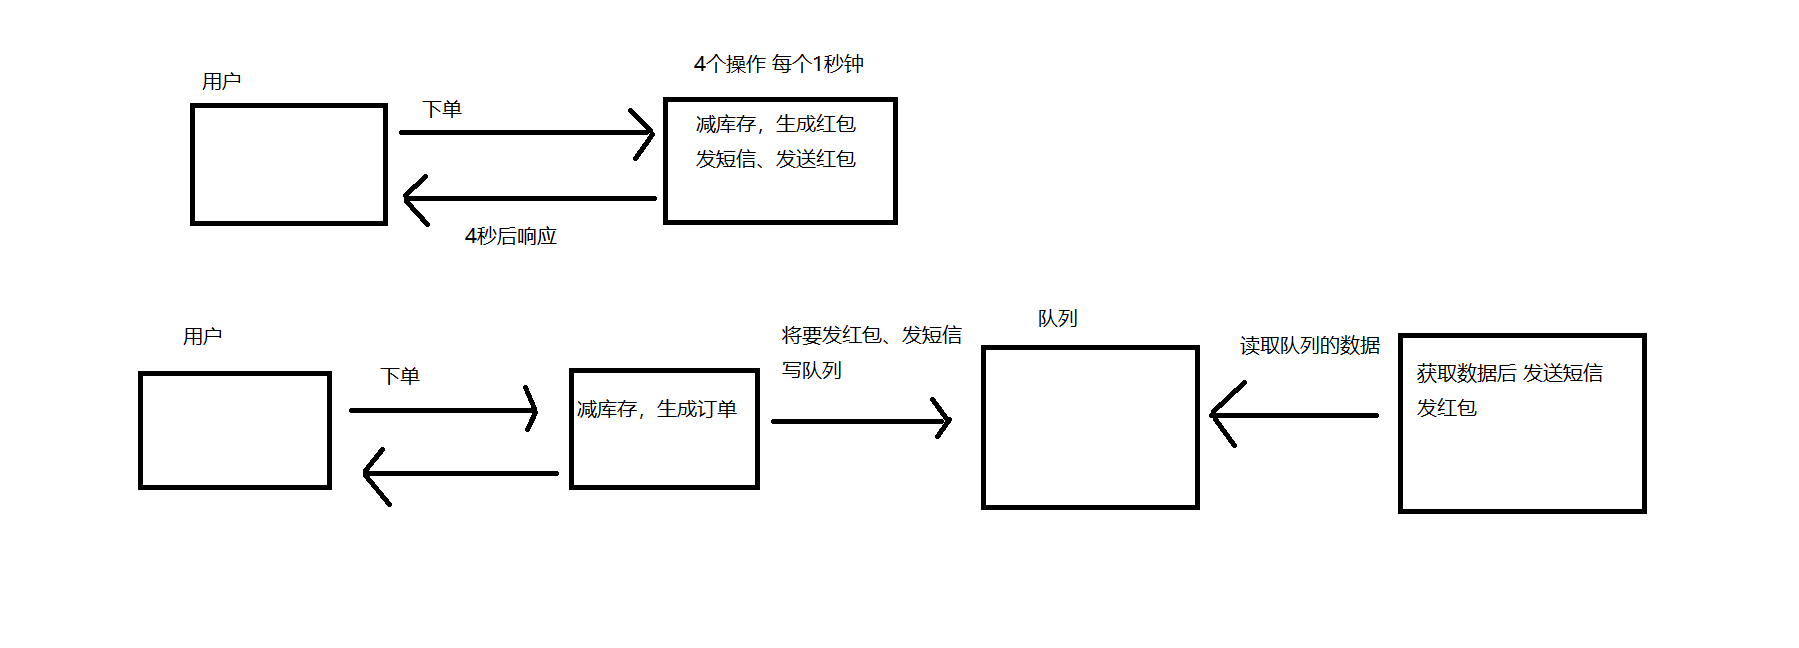 4个操作 每个1秒钟
用户
下单
减库存，生成红包
发短信、发送红包
4秒后响应
用户
下单
减库存，生成订单
将要发红包、发短信
写队列
队列
读取队列的数据
获取数据后 发送短信
发红包